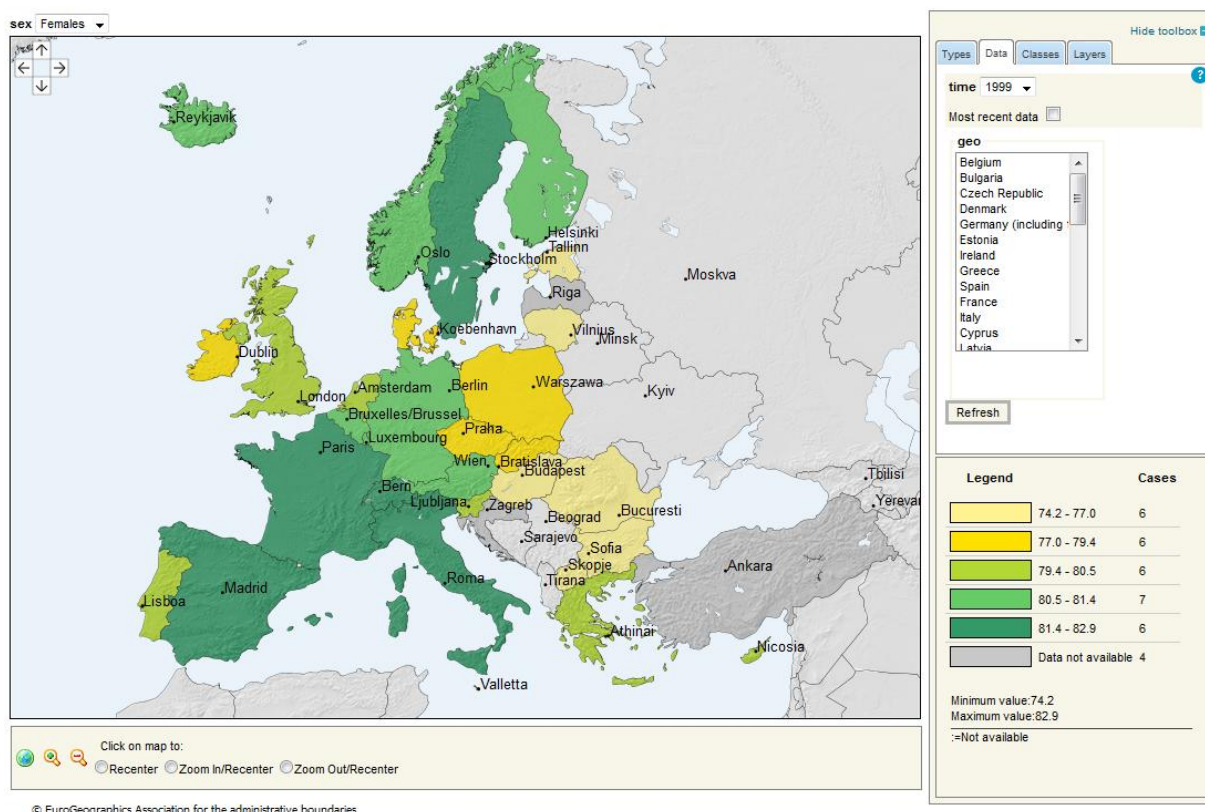 sex Females
Reykjavik
Helsinki
Tallinn
Oslo
Stockholm
Moskva
Riga
Koebenhavn
Vilnius
Minsk
Dublin
Amsterdam
Berlin
Warszawa
Kyiv
London
Bruxelles/Brussel
Praha
Luxembourg
Paris
Wien
Bratislava
Budapest
Bern
Ljubljana
Zagreb
Beograd
Bucuresti
Tbilisi
Yerevan
Sarajevo
Sofia
Skopje
Tirana
Ankara
Roma
Madrid
Lisboa
Athinai
Nicosia
Valletta
Click on map to:
Recenter Zoom In/Recenter Zoom Out/Recenter
© EuroGeographics Association for the administrative boundaries
Hide toolbox
Types Data Classes Layers
?
time 1999
Most recent data
geo
Belgium
Bulgaria
Czech Republic
Denmark
Germany (including
Estonia
Ireland
Greece
Spain
France
Italy
Cyprus
Latvia
Refresh
Legend Cases
74.2 - 77.0 6
77.0 - 79.4 6
79.4 - 80.5 6
80.5 - 81.4 7
81.4 - 82.9 6
Data not available 4
Minimum value:74.2
Maximum value:82.9
:=Not available